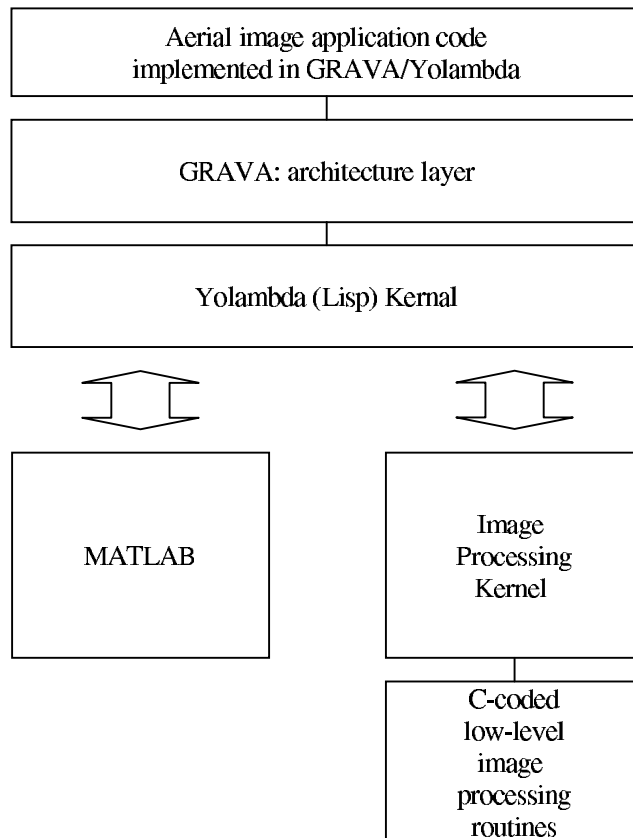 Aerial image application code
implemented in GRAVA/Yolambda
GRAVA: architecture layer
Yolambda (Lisp) Kernal
MATLAB
Image
Processing
Kernel
C-coded
low-level
image
processing
routines